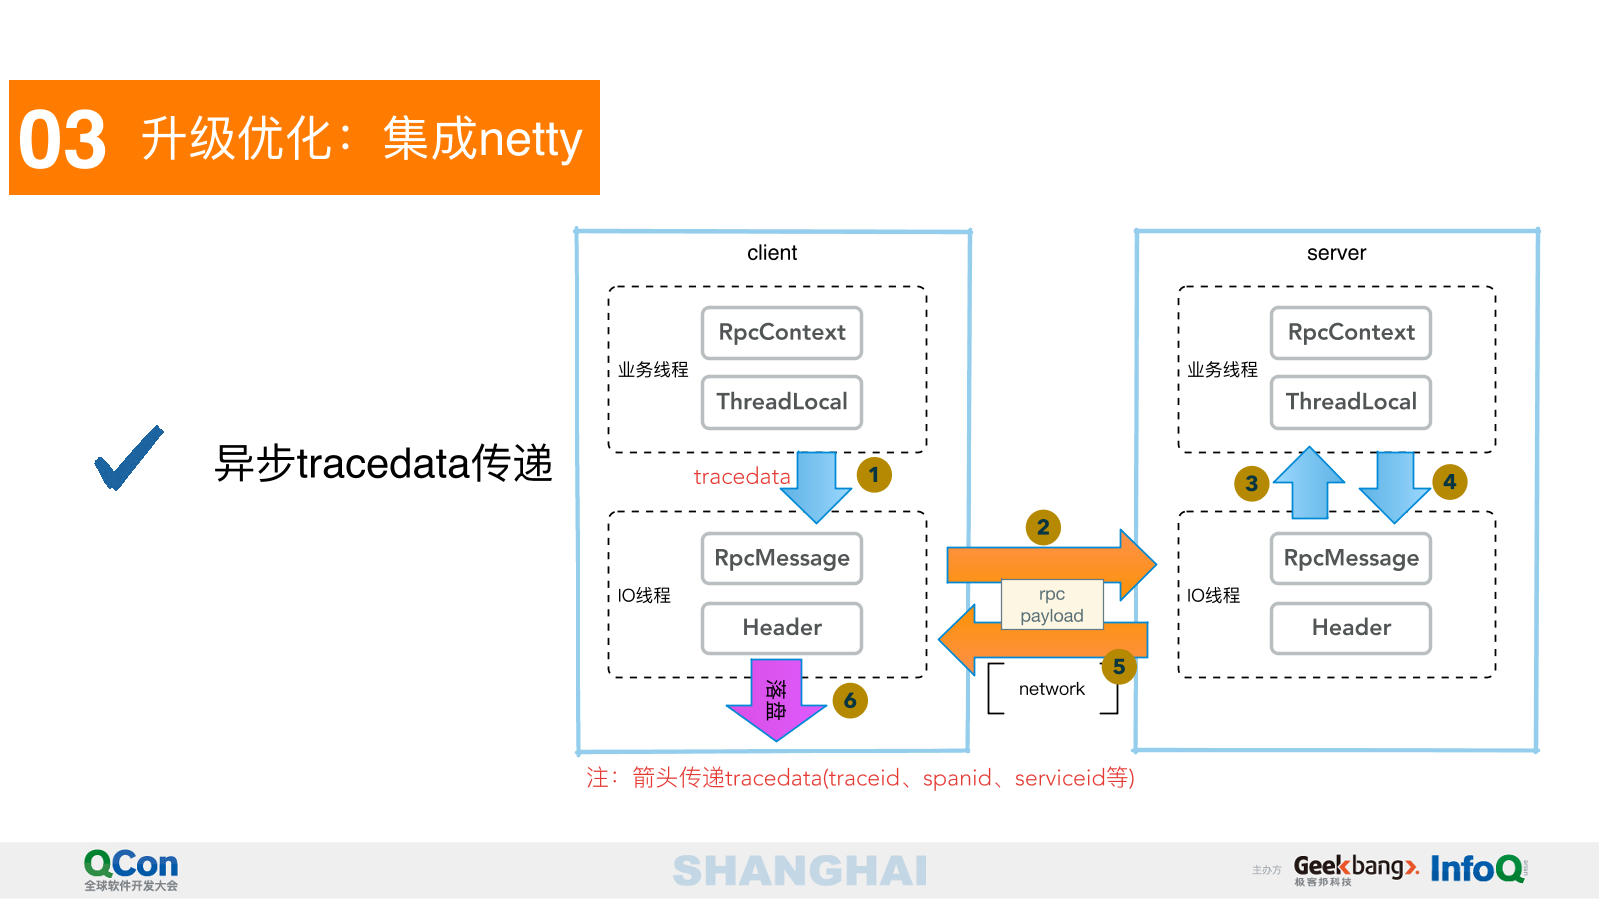 03 升级优化：集成netty
异步tracedata传递
client
RpcContext
业务线程
ThreadLocal
tracedata
1
RpcMessage
IO线程
Header
落盘
6
2
rpc
payload
5
network
server
RpcContext
业务线程
ThreadLocal
3
4
RpcMessage
IO线程
Header
注：箭头传递tracedata(traceid、spanid、serviceid等)
QCon
全球软件开发大会
SHANGHAI
主办方
Geekbang>.
极客邦科技
InfoQ